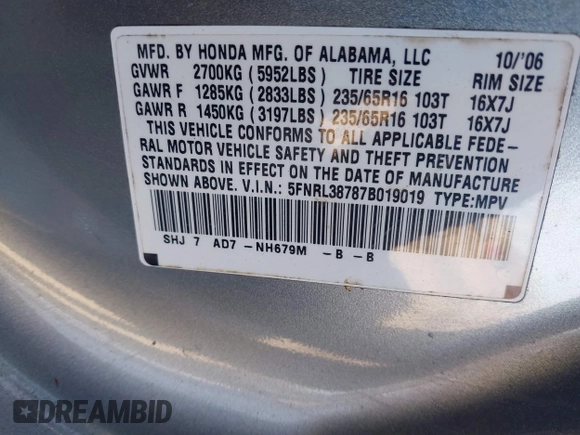 MFD. BY HONDA MFG. OF ALABAMA, LLC 10/'06
GVWR 2700KG (5952LBS) TIRE SIZE RIM SIZE
GAWR F 1285KG (2833LBS) 235/65R16 103T 16X7J
GAWR R 1450KG (3197LBS) 235/65R16 103T 16X7J
THIS VEHICLE CONFORMS TO ALL APPLICABLE FEDE-
RAL MOTOR VEHICLE SAFETY AND THEFT PREVENTION
STANDARDS IN EFFECT ON THE DATE OF MANUFACTURE
SHOWN ABOVE. V.I.N.: 5FNRL38787B019019 TYPE:MPV
SHJ 7 AD7 -NH679M -B -B
DREAMBID